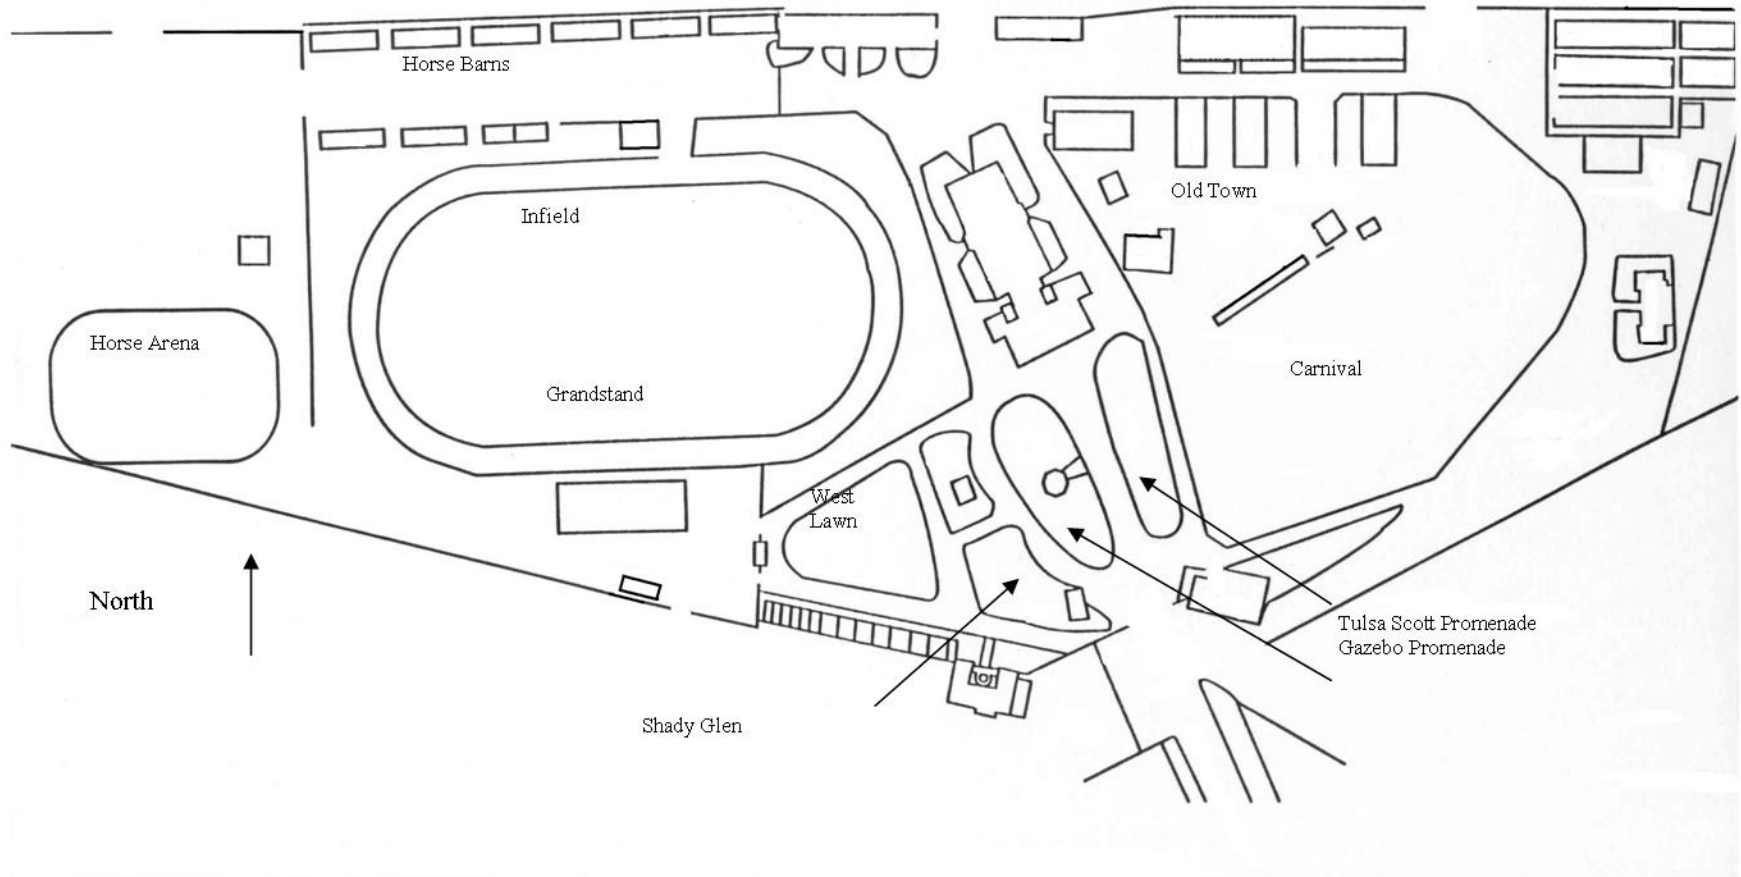 Horse Barns
Old Town
Infield
Horse Arena
Carnival
Grandstand
West
Lawn
North
Tulsa Scott Promenade
Gazebo Promenade
Shady Glen